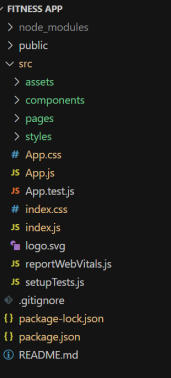 FITNESS APP
node_modules
public
src
assets
components
pages
styles
# App.css
JS App.js
JS App.test.js
# index.css
JS index.js
logo.svg
JS reportWebVitals.js
JS setupTests.js
.gitignore
{} package-lock.json
{} package.json
README.md